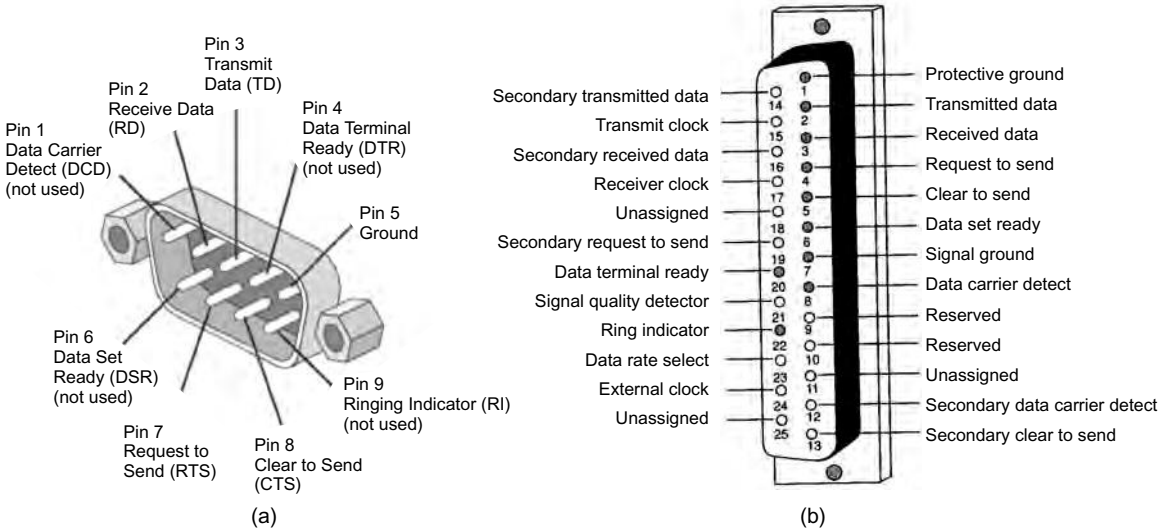 Pin 3
Transmit
Data (TD)
Pin 2
Receive Data
(RD)
Pin 4
Data Terminal
Ready (DTR)
(not used)
Pin 1
Data Carrier
Detect (DCD)
(not used)
Pin 5
Ground
Pin 6
Data Set
Ready (DSR)
(not used)
Pin 9
Ringing Indicator (RI)
(not used)
Pin 7
Request to
Send (RTS)
Pin 8
Clear to Send
(CTS)
(a)
Secondary transmitted data
Transmit clock
Secondary received data
Receiver clock
Unassigned
Secondary request to send
Data terminal ready
Signal quality detector
Ring indicator
Data rate select
External clock
Unassigned
14
15
16
17
18
19
20
21
22
23
24
25
1
2
3
4
5
6
7
8
9
10
11
12
13
Protective ground
Transmitted data
Received data
Request to send
Clear to send
Data set ready
Signal ground
Data carrier detect
Reserved
Reserved
Unassigned
Secondary data carrier detect
Secondary clear to send
(b)